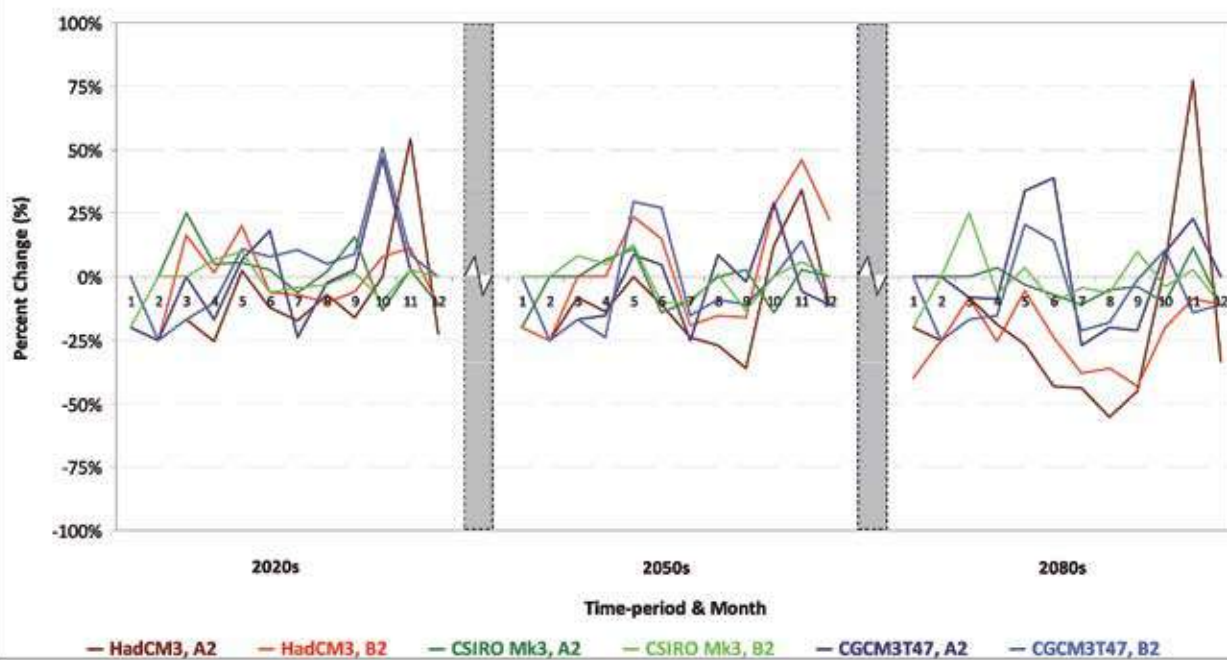 100%
75%
50%
25%
0%
-25%
-50%
-75%
-100%
Percent Change (%)
1 2 3 4 5 6 7 8 9 10 11 12
1 2 3 4 5 6 7 8 9 10 11 12
1 2 3 4 5 6 7 8 9 10 11 12
2020s 2050s 2080s
Time-period & Month
HadCM3, A2 HadCM3, B2 CSIRO Mk3, A2 CSIRO Mk3, B2 CGCM3T47, A2 CGCM3T47, B2